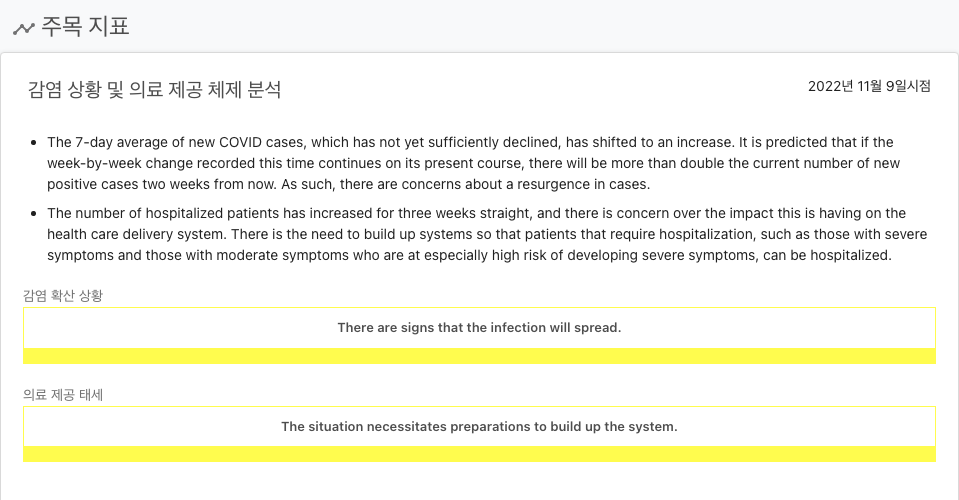 주목 지표
감염 상황 및 의료 제공 체제 분석
2022년 11월 9일시점
The 7-day average of new COVID cases, which has not yet sufficiently declined, has shifted to an increase. It is predicted that if the
week-by-week change recorded this time continues on its present course, there will be more than double the current number of new
positive cases two weeks from now. As such, there are concerns about a resurgence in cases.
The number of hospitalized patients has increased for three weeks straight, and there is concern over the impact this is having on the
health care delivery system. There is the need to build up systems so that patients that require hospitalization, such as those with severe
symptoms and those with moderate symptoms who are at especially high risk of developing severe symptoms, can be hospitalized.
감염 확산 상황
There are signs that the infection will spread.
의료 제공 태세
The situation necessitates preparations to build up the system.